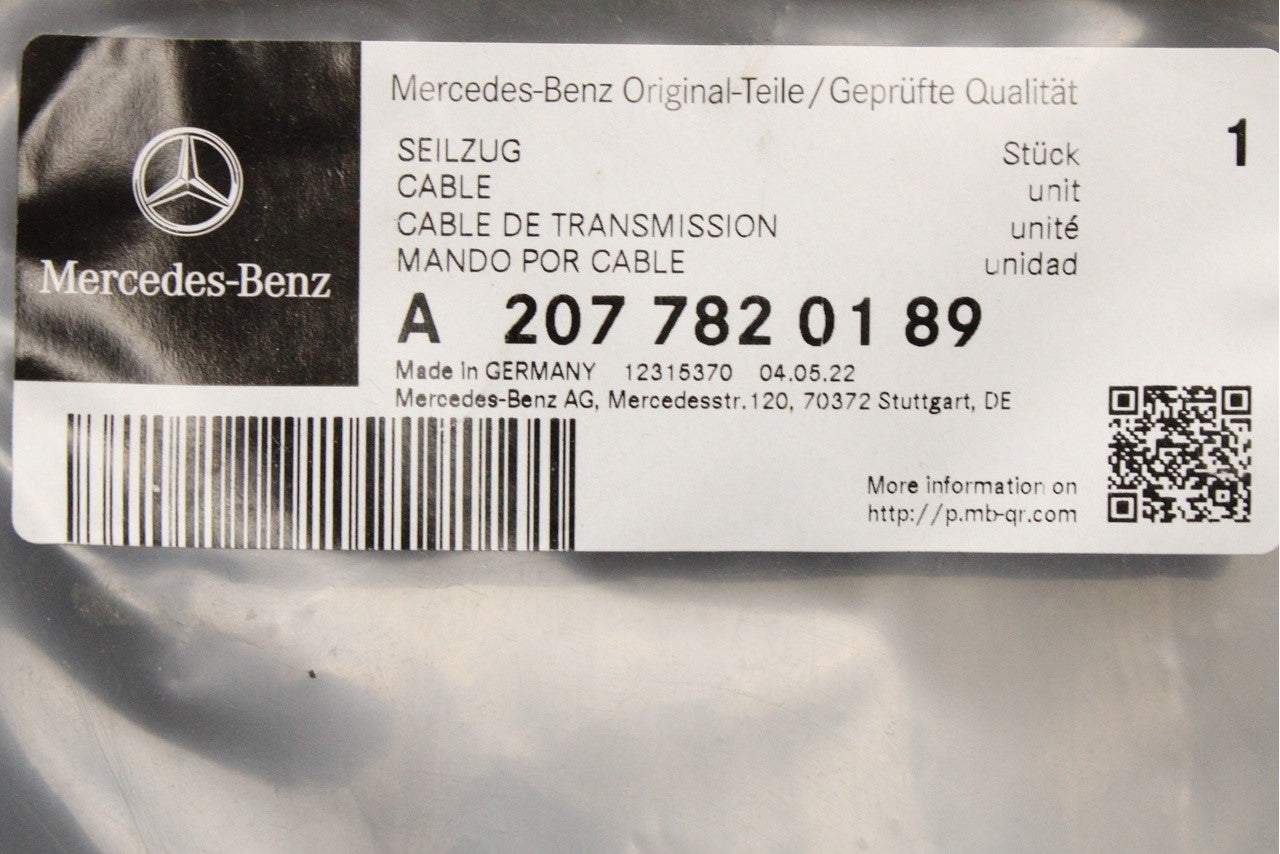 Mercedes-Benz
Mercedes-Benz Original-Teile/Geprüfte Qualität
SEILZUG Stück 1
CABLE unit
CABLE DE TRANSMISSION unité
MANDO POR CABLE unidad
A 207 782 01 89
Made in GERMANY 12315370 04.05.22
Mercedes-Benz AG, Mercedesstr.120, 70372 Stuttgart, DE
More information on
http://p.mb-qr.com